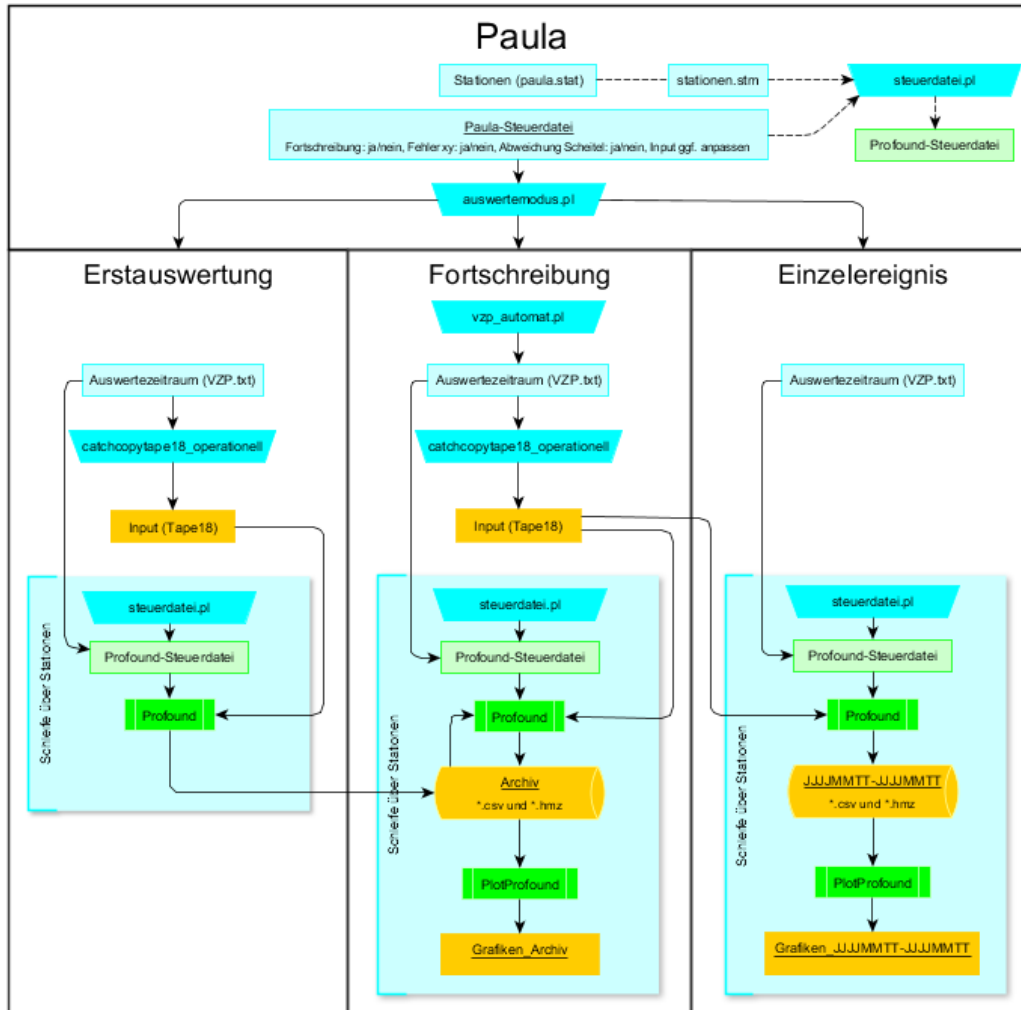 Paula
Stationen (paula.stat)
stationen.stm
steuerdatei.pl
Paula-Steuerdatei
Fortschreibung: ja/nein, Fehler xy: ja/nein, Abweichung Scheitel: ja/nein, Input ggf. anpassen
Profound-Steuerdatei
auswertemodus.pl
Erstauswertung
Auswertezeitraum (VZP.txt)
catchcopytape18_operationell
Input (Tape18)
Schleife über Stationen
steuerdatei.pl
Profound-Steuerdatei
Profound
Fortschreibung
vzp_automat.pl
Auswertezeitraum (VZP.txt)
catchcopytape18_operationell
Input (Tape18)
Schleife über Stationen
steuerdatei.pl
Profound-Steuerdatei
Profound
Archiv
*.csv und *.hmz
PlotProfound
Grafiken_Archiv
Einzelereignis
Auswertezeitraum (VZP.txt)
Schleife über Stationen
steuerdatei.pl
Profound-Steuerdatei
Profound
JJJJMMTT-JJJJMMTT
*.csv und *.hmz
PlotProfound
Grafiken_JJJJMMTT-JJJJMMTT